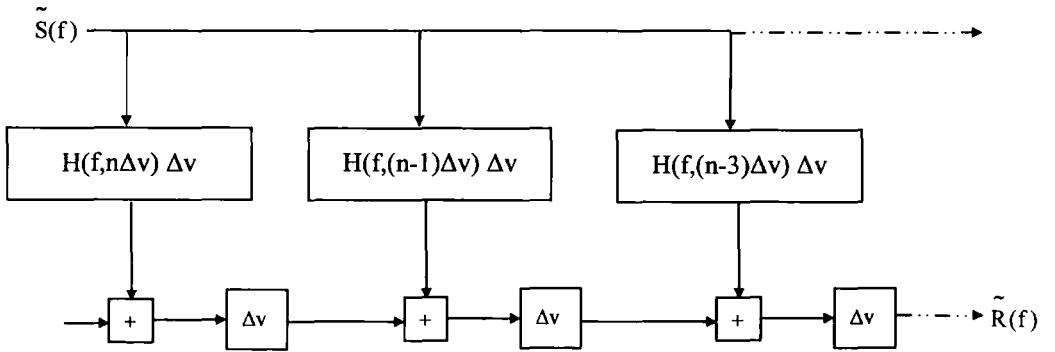 S̃(f)
H(f,nΔv) Δv
H(f,(n-1)Δv) Δv
H(f,(n-3)Δv) Δv
+ Δv + Δv + Δv R̃(f)